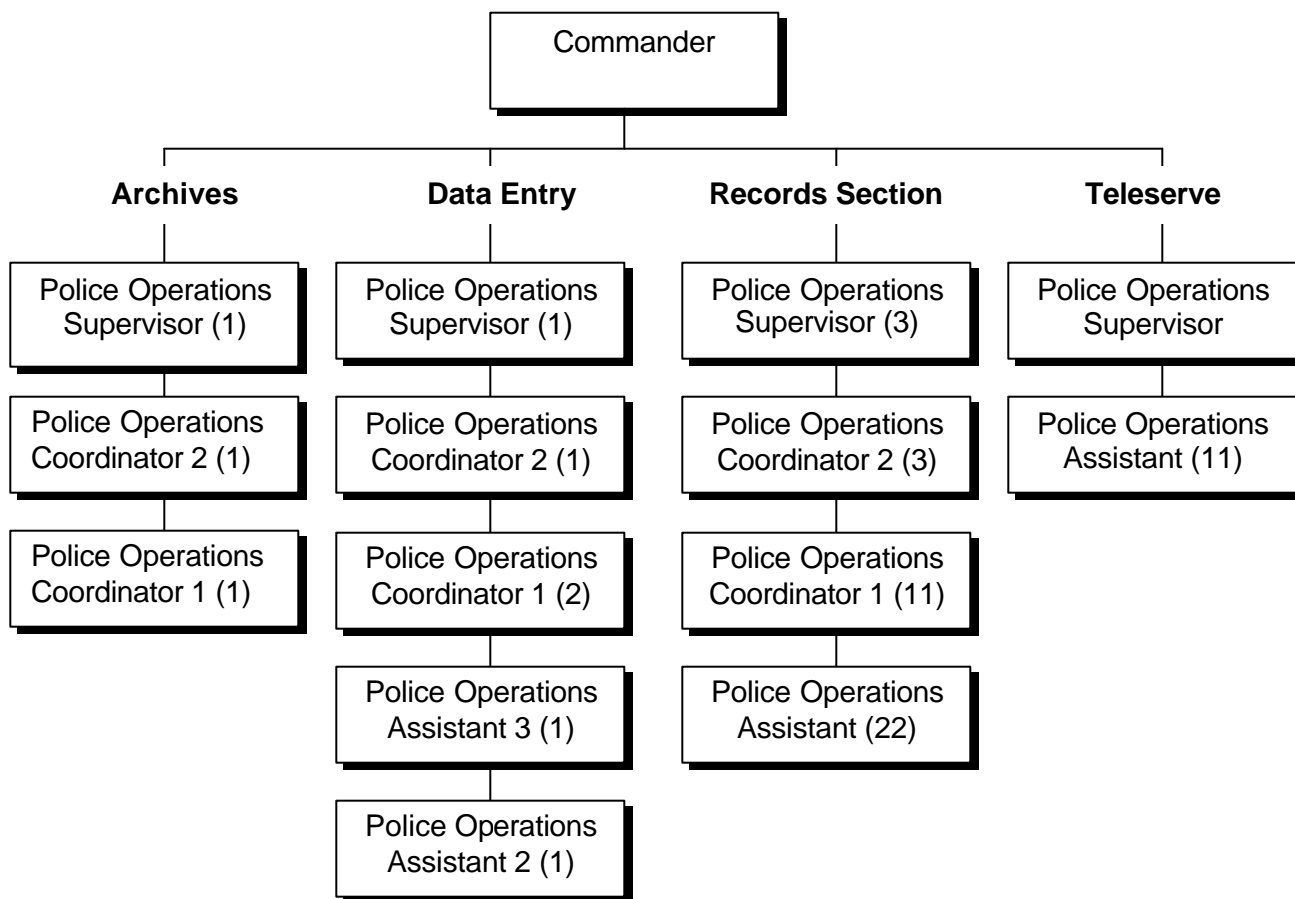 Commander
Archives
Police Operations
Supervisor (1)
Police Operations
Coordinator 2 (1)
Police Operations
Coordinator 1 (1)
Data Entry
Police Operations
Supervisor (1)
Police Operations
Coordinator 2 (1)
Police Operations
Coordinator 1 (2)
Police Operations
Assistant 3 (1)
Police Operations
Assistant 2 (1)
Records Section
Police Operations
Supervisor (3)
Police Operations
Coordinator 2 (3)
Police Operations
Coordinator 1 (11)
Police Operations
Assistant (22)
Teleserve
Police Operations
Supervisor
Police Operations
Assistant (11)